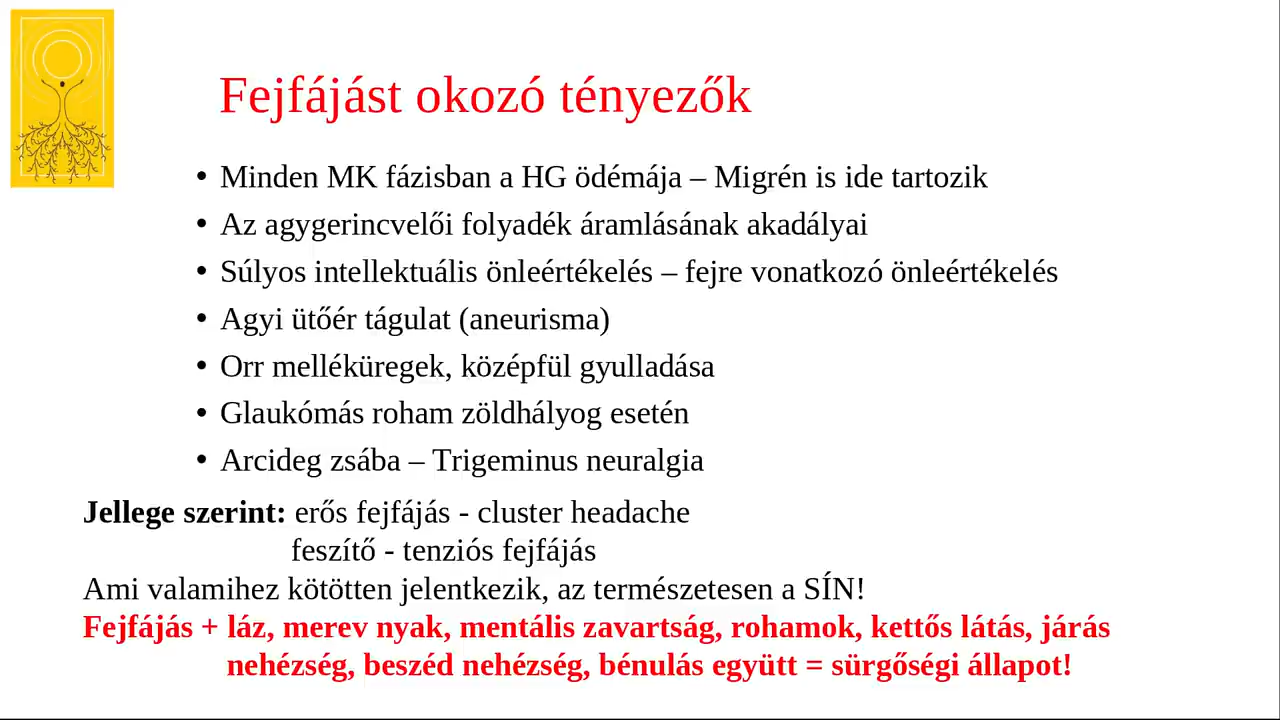 Fejfájást okozó tényezők
• Minden MK fázisban a HG ödémája – Migrén is ide tartozik
• Az agygerincvelői folyadék áramlásának akadályai
• Súlyos intellektuális önleértékelés – fejre vonatkozó önleértékelés
• Agyi ütőér tágulat (aneurisma)
• Orr melléküregek, középfül gyulladása
• Glaukómás roham zöldhályog esetén
• Arcideg zsába – Trigeminus neuralgia
Jellege szerint: erős fejfájás - cluster headache
feszítő - tenziós fejfájás
Ami valamihez kötötten jelentkezik, az természetesen a SÍN!
Fejfájás + láz, merev nyak, mentális zavartság, rohamok, kettős látás, járás
nehézség, beszéd nehézség, bénulás együtt = sürgőségi állapot!